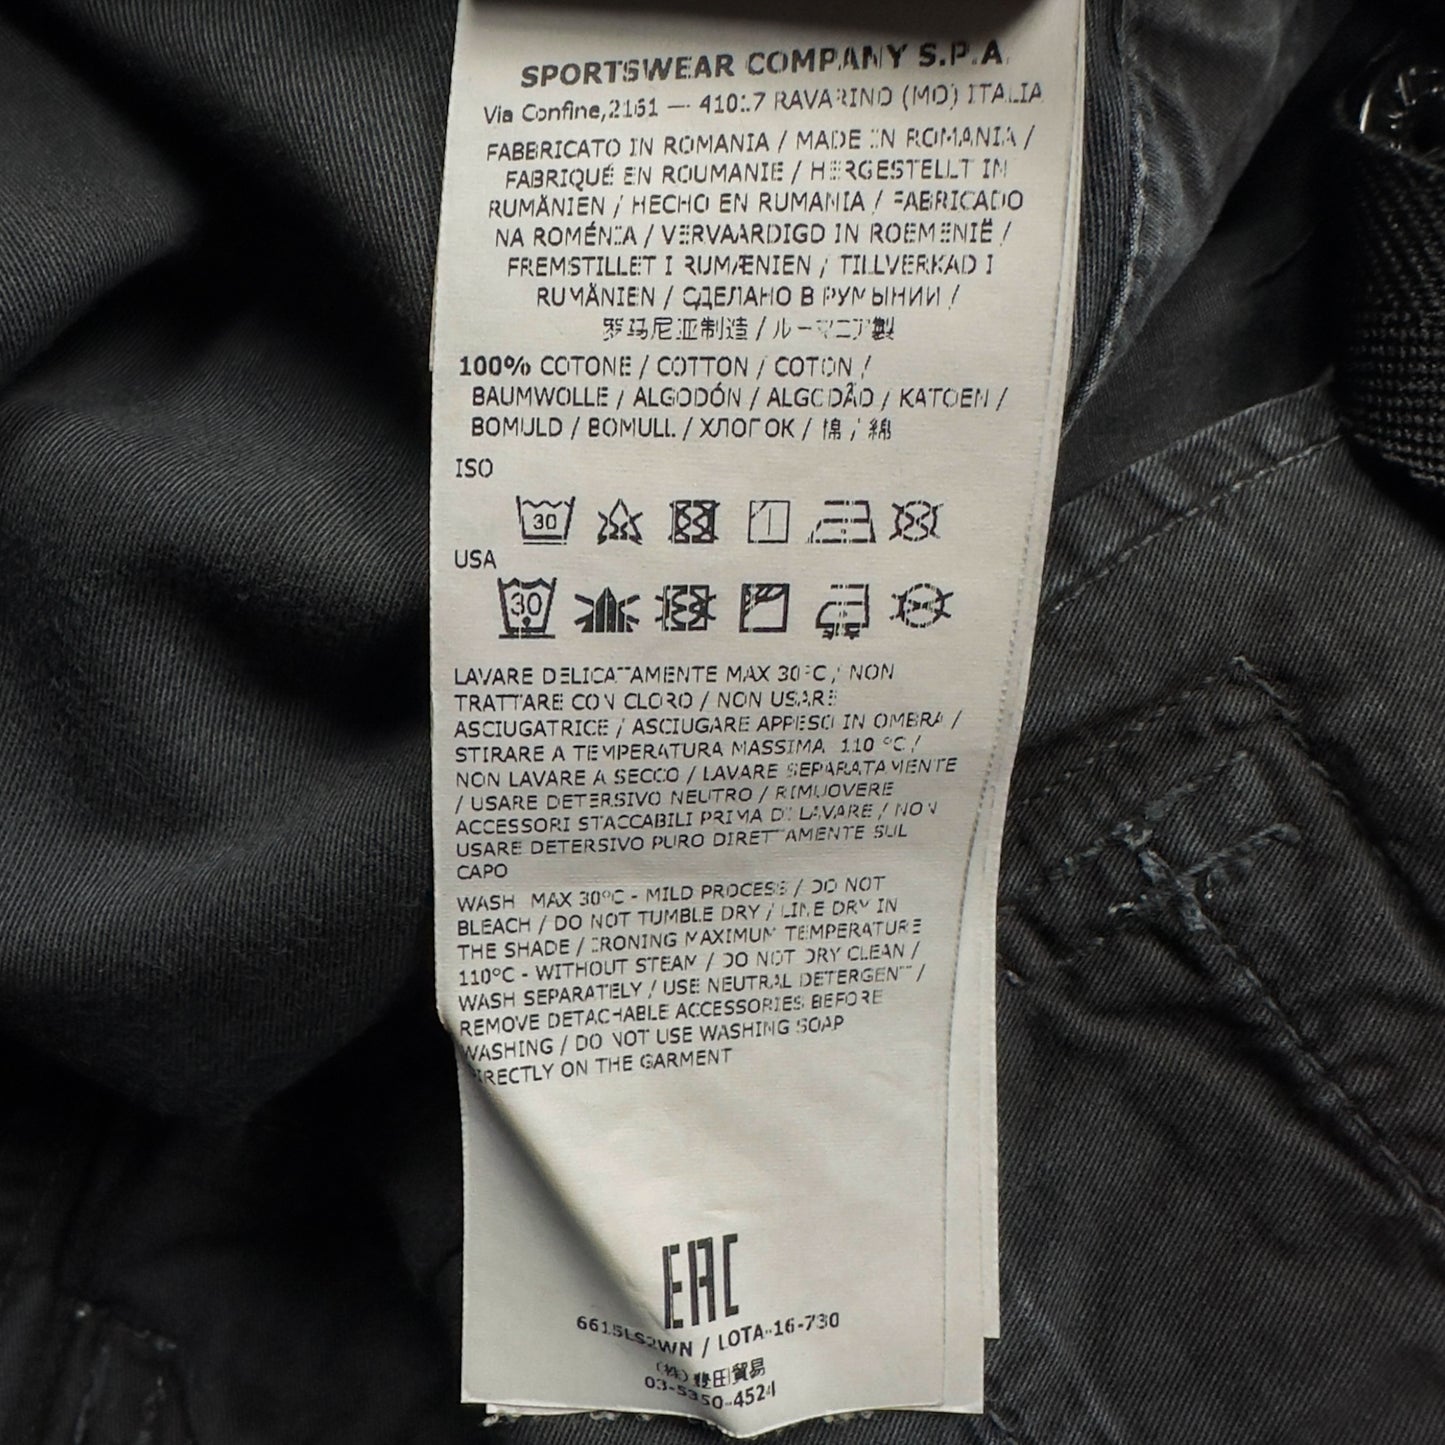 SPORTSWEAR COMPANY S.P.A.
Via Confine,2161 — 41017 RAVARINO (MO) ITALIA
FABBRICATO IN ROMANIA / MADE IN ROMANIA /
FABRIQUÉ EN ROUMANIE / HERGESTELLT IN
RUMÄNIEN / HECHO EN RUMANIA / FABRICADO
NA ROMÉNIA / VERVAARDIGD IN ROEMENIË /
FREMSTILLET I RUMÆNIEN / TILLVERKAD I
RUMÄNIEN / СДЕЛАНО В РУМЫНИИ /
罗马尼亚制造 / ルーマニア製
100% COTONE / COTTON / COTON /
BAUMWOLLE / ALGODÓN / ALGODÃO / KATOEN /
BOMULD / BOMULL / ХЛОПОК / 棉 / 綿
ISO
30
USA
30
LAVARE DELICATAMENTE MAX 30°C / NON
TRATTARE CON CLORO / NON USARE
ASCIUGATRICE / ASCIUGARE APPESO IN OMBRA /
STIRARE A TEMPERATURA MASSIMA 110 °C /
NON LAVARE A SECCO / LAVARE SEPARATAMENTE
/ USARE DETERSIVO NEUTRO / RIMUOVERE
ACCESSORI STACCABILI PRIMA DI LAVARE / NON
USARE DETERSIVO PURO DIRETTAMENTE SUL
CAPO
WASH MAX 30°C - MILD PROCESS / DO NOT
BLEACH / DO NOT TUMBLE DRY / LINE DRY IN
THE SHADE / IRONING MAXIMUM TEMPERATURE
110°C - WITHOUT STEAM / DO NOT DRY CLEAN /
WASH SEPARATELY / USE NEUTRAL DETERGENT /
REMOVE DETACHABLE ACCESSORIES BEFORE
WASHING / DO NOT USE WASHING SOAP
DIRECTLY ON THE GARMENT
EAC
6615LS2WN / LOTA-16-730
(株) 豊田貿易
03-5350-4524